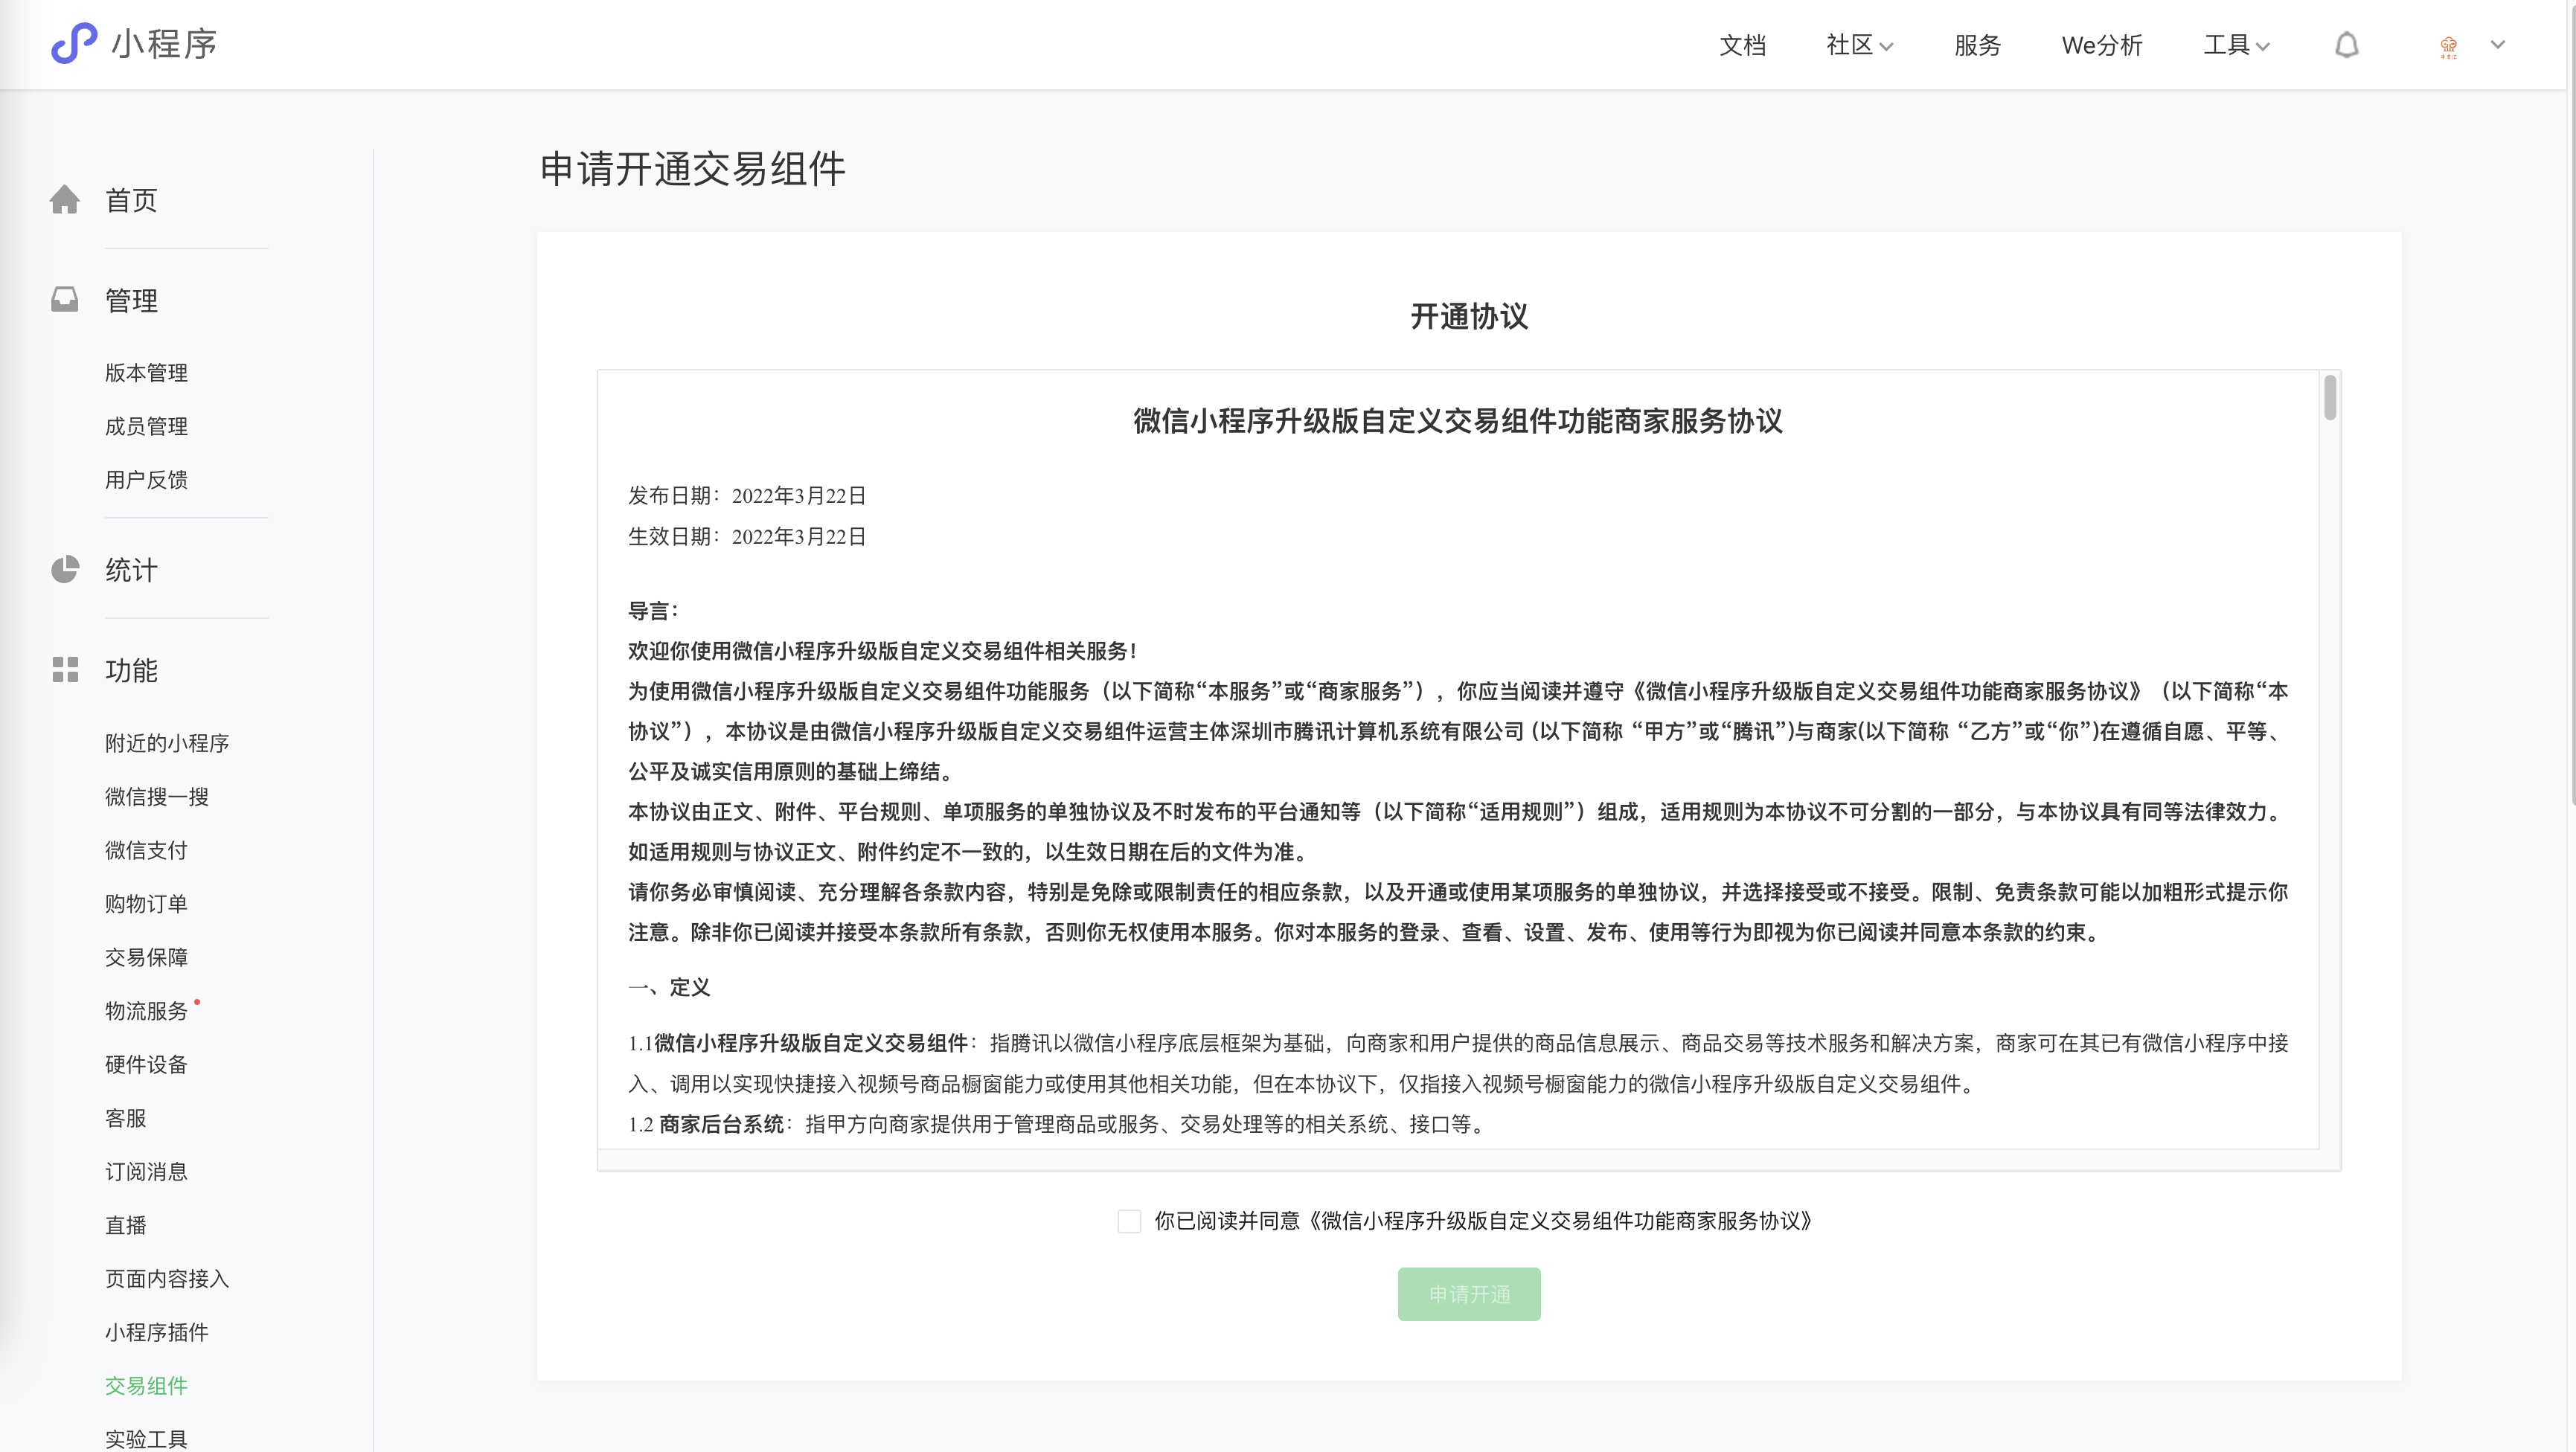 小程序
文档
社区
服务
We分析
工具
首页
管理
版本管理
成员管理
用户反馈
统计
功能
附近的小程序
微信搜一搜
微信支付
购物订单
交易保障
物流服务
硬件设备
客服
订阅消息
直播
页面内容接入
小程序插件
交易组件
实验工具
申请开通交易组件
开通协议
微信小程序升级版自定义交易组件功能商家服务协议
发布日期：2022年3月22日
生效日期：2022年3月22日
导言：
欢迎你使用微信小程序升级版自定义交易组件相关服务！
为使用微信小程序升级版自定义交易组件功能服务（以下简称“本服务”或“商家服务”），你应当阅读并遵守《微信小程序升级版自定义交易组件功能商家服务协议》（以下简称“本
协议”），本协议是由微信小程序升级版自定义交易组件运营主体深圳市腾讯计算机系统有限公司 (以下简称 “甲方”或“腾讯”)与商家(以下简称 “乙方”或“你”)在遵循自愿、平等、
公平及诚实信用原则的基础上缔结。
本协议由正文、附件、平台规则、单项服务的单独协议及不时发布的平台通知等（以下简称“适用规则”）组成，适用规则为本协议不可分割的一部分，与本协议具有同等法律效力。
如适用规则与协议正文、附件约定不一致的，以生效日期在后的文件为准。
请你务必审慎阅读、充分理解各条款内容，特别是免除或限制责任的相应条款，以及开通或使用某项服务的单独协议，并选择接受或不接受。限制、免责条款可能以加粗形式提示你
注意。除非你已阅读并接受本条款所有条款，否则你无权使用本服务。你对本服务的登录、查看、设置、发布、使用等行为即视为你已阅读并同意本条款的约束。
一、定义
1.1微信小程序升级版自定义交易组件：指腾讯以微信小程序底层框架为基础，向商家和用户提供的商品信息展示、商品交易等技术服务和解决方案，商家可在其已有微信小程序中接
入、调用以实现快捷接入视频号商品橱窗能力或使用其他相关功能，但在本协议下，仅指接入视频号橱窗能力的微信小程序升级版自定义交易组件。
1.2 商家后台系统：指甲方向商家提供用于管理商品或服务、交易处理等的相关系统、接口等。
你已阅读并同意《微信小程序升级版自定义交易组件功能商家服务协议》
申请开通